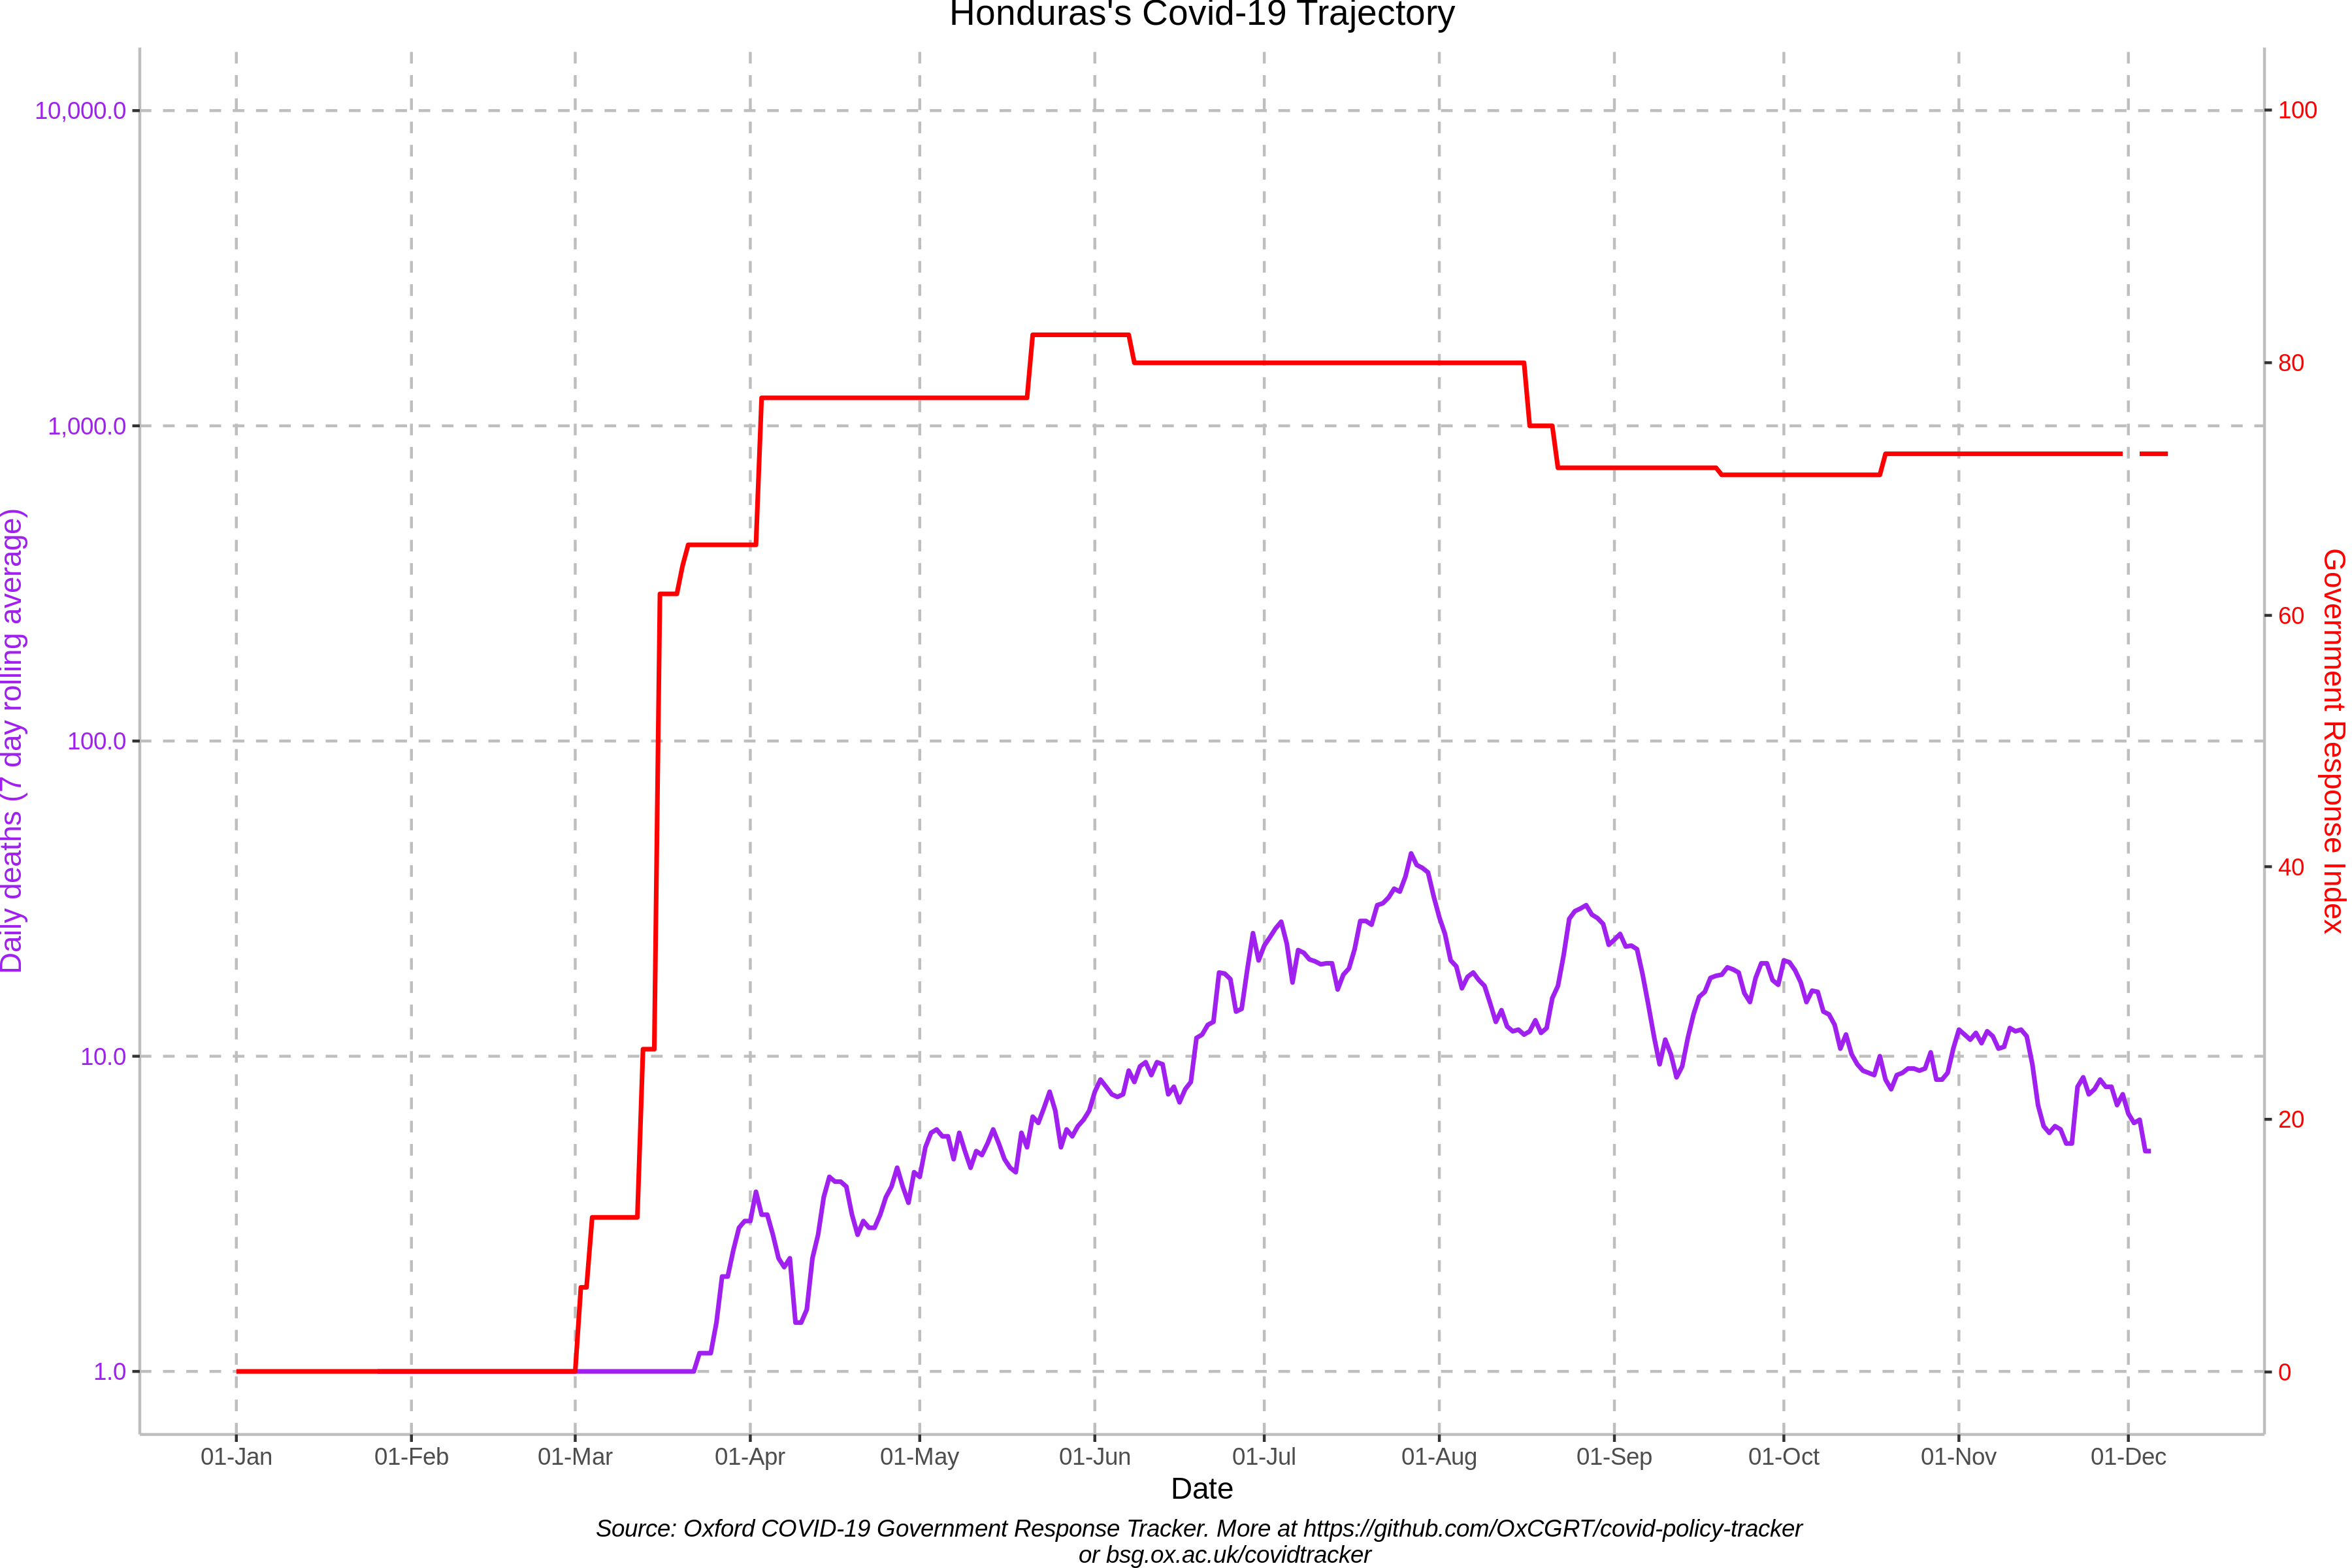 Honduras's Covid-19 Trajectory
10,000.0
1,000.0
100.0
10.0
1.0
Daily deaths (7 day rolling average)
100
80
60
40
20
0
Government Response Index
01-Jan 01-Feb 01-Mar 01-Apr 01-May 01-Jun 01-Jul 01-Aug 01-Sep 01-Oct 01-Nov 01-Dec
Date
Source: Oxford COVID-19 Government Response Tracker. More at https://github.com/OxCGRT/covid-policy-tracker
or bsg.ox.ac.uk/covidtracker